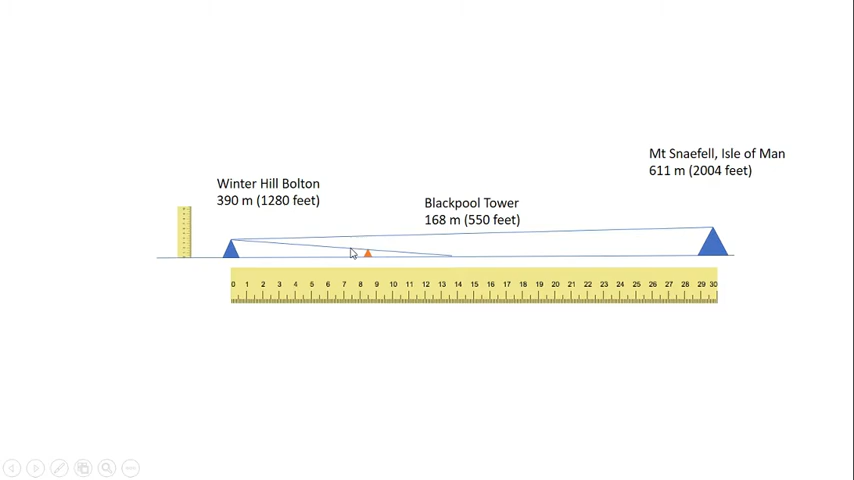 Mt Snaefell, Isle of Man
611 m (2004 feet)
Winter Hill Bolton
390 m (1280 feet)
Blackpool Tower
168 m (550 feet)
0 1 2 3 4 5 6 7 8 9 10 11 12 13 14 15 16 17 18 19 20 21 22 23 24 25 26 27 28 29 30